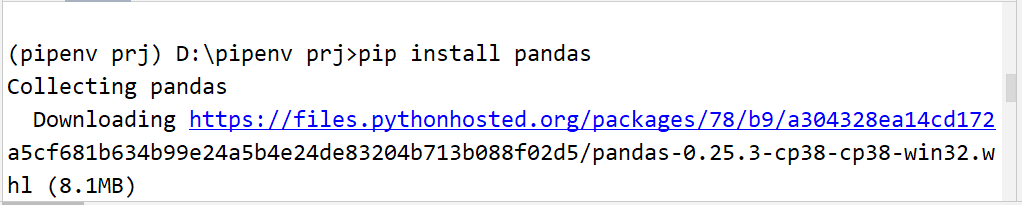 (pipenv prj) D:\pipenv prj>pip install pandas
Collecting pandas
  Downloading https://files.pythonhosted.org/packages/78/b9/a304328ea14cd172
a5cf681b634b99e24a5b4e24de83204b713b088f02d5/pandas-0.25.3-cp38-cp38-win32.w
hl (8.1MB)